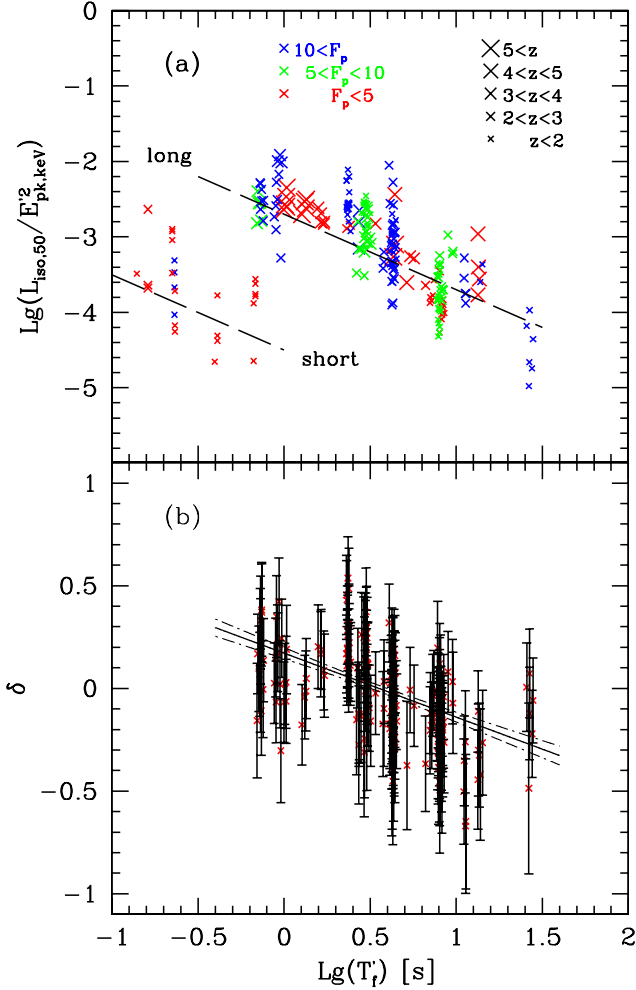 0
(a)
10<F_p
5<F_p<10
F_p<5
5<z
4<z<5
3<z<4
2<z<3
z<2
−1
−2
−3
−4
−5
long
short
Lg(L_iso,50/E'^2_pk,keV)
1
(b)
0.5
0
−0.5
−1
δ
−1 −0.5 0 0.5 1 1.5 2
Lg(T'_f) [s]